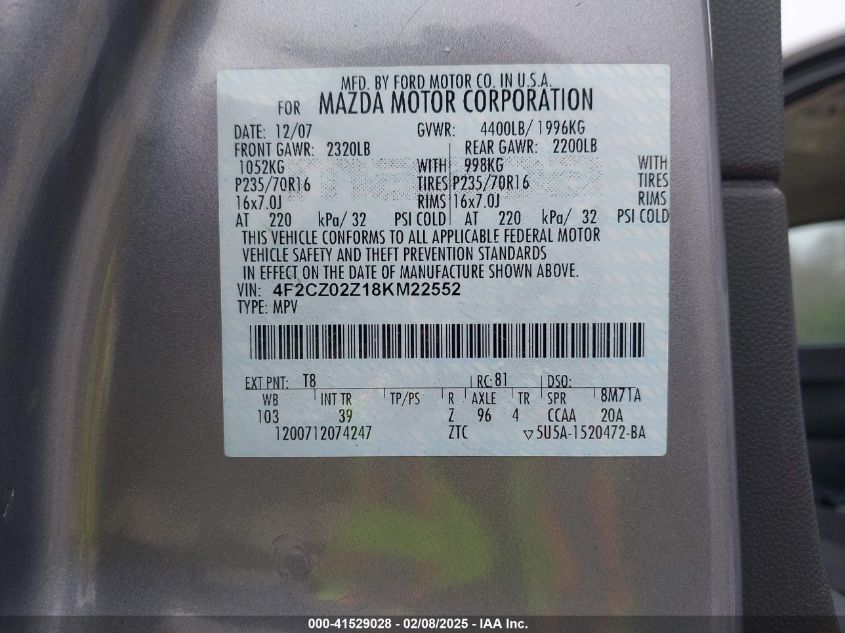 MFD. BY FORD MOTOR CO. IN U.S.A.
FOR MAZDA MOTOR CORPORATION
DATE: 12/07 GVWR: 4400LB/ 1996KG
FRONT GAWR: 2320LB REAR GAWR: 2200LB
1052KG WITH 998KG WITH
P235/70R16 TIRES P235/70R16 TIRES
16x7.0J RIMS 16x7.0J RIMS
AT 220 kPa/ 32 PSI COLD AT 220 kPa/ 32 PSI COLD
THIS VEHICLE CONFORMS TO ALL APPLICABLE FEDERAL MOTOR
VEHICLE SAFETY AND THEFT PREVENTION STANDARDS
IN EFFECT ON THE DATE OF MANUFACTURE SHOWN ABOVE.
VIN: 4F2CZ02Z18KM22552
TYPE: MPV
EXT PNT: T8 RC: 81 DSO:
WB INT TR TP/PS R AXLE TR SPR 8M71A
103 39 Z 96 4 CCAA 20A
1200712074247 ZTC ▽5U5A-1520472-BA
000-41529028 - 02/08/2025 - IAA Inc.